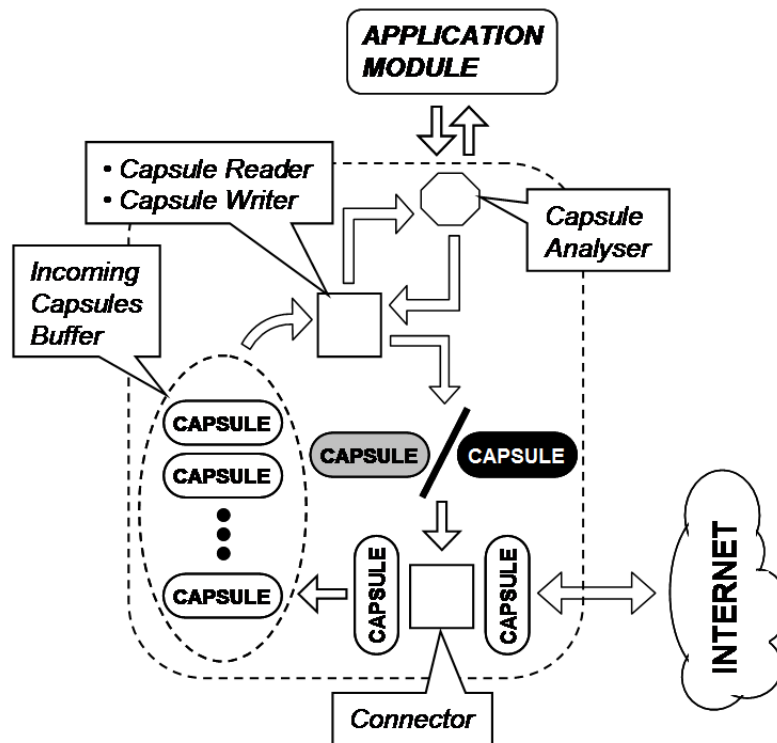 APPLICATION
MODULE
• Capsule Reader
• Capsule Writer
Capsule
Analyser
Incoming
Capsules
Buffer
CAPSULE
CAPSULE
CAPSULE
CAPSULE
CAPSULE
CAPSULE
CAPSULE
INTERNET
Connector